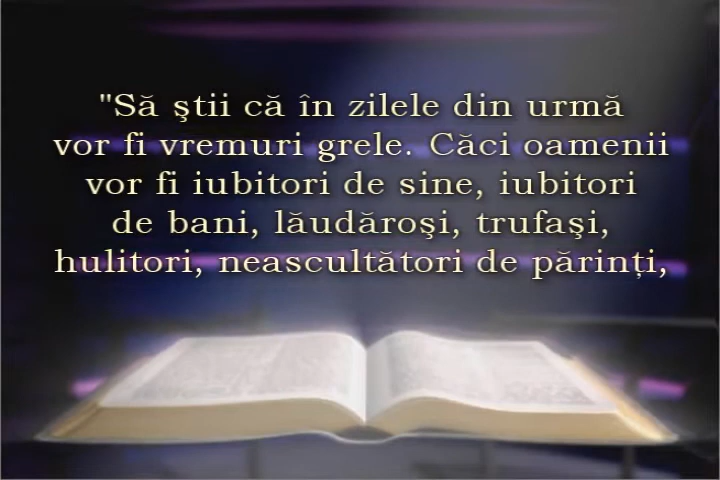 "Să ştii că în zilele din urmă
vor fi vremuri grele. Căci oamenii
vor fi iubitori de sine, iubitori
de bani, lăudăroşi, trufaşi,
hulitori, neascultători de părinţi,